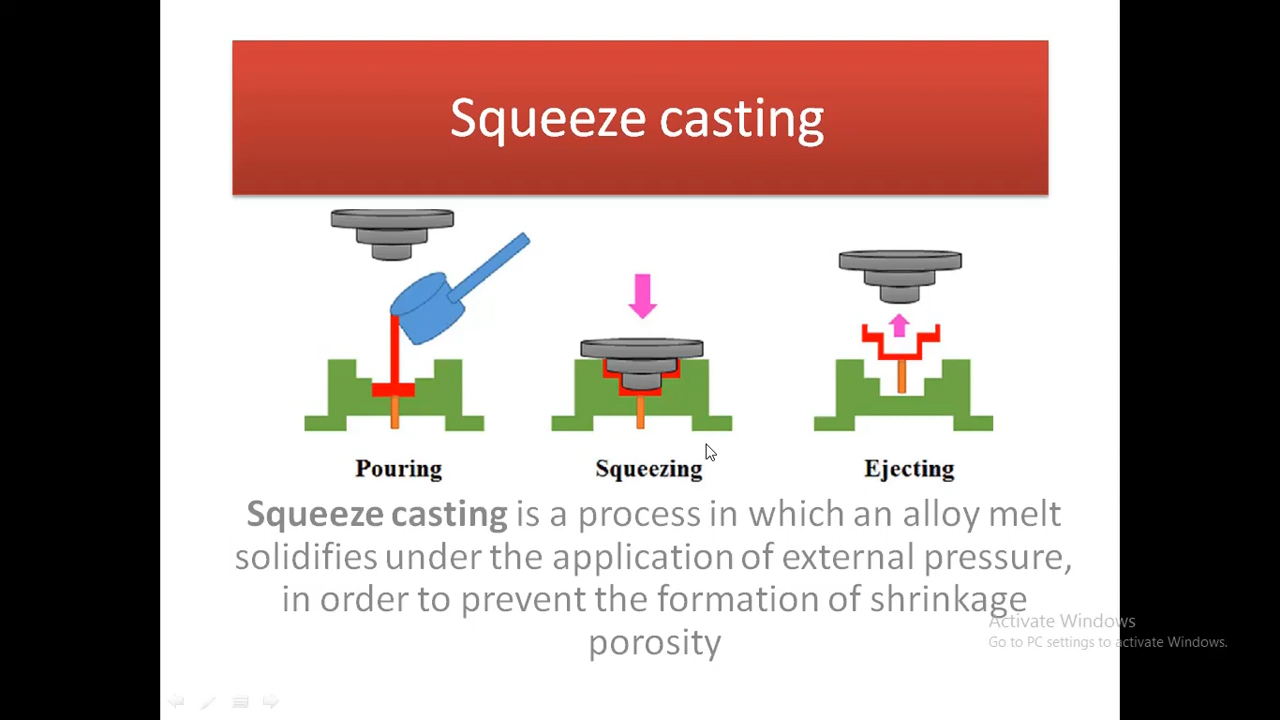 Squeeze casting
Pouring
Squeezing
Ejecting
Squeeze casting is a process in which an alloy melt
solidifies under the application of external pressure,
in order to prevent the formation of shrinkage
porosity
Activate Windows
Go to PC settings to activate Windows.